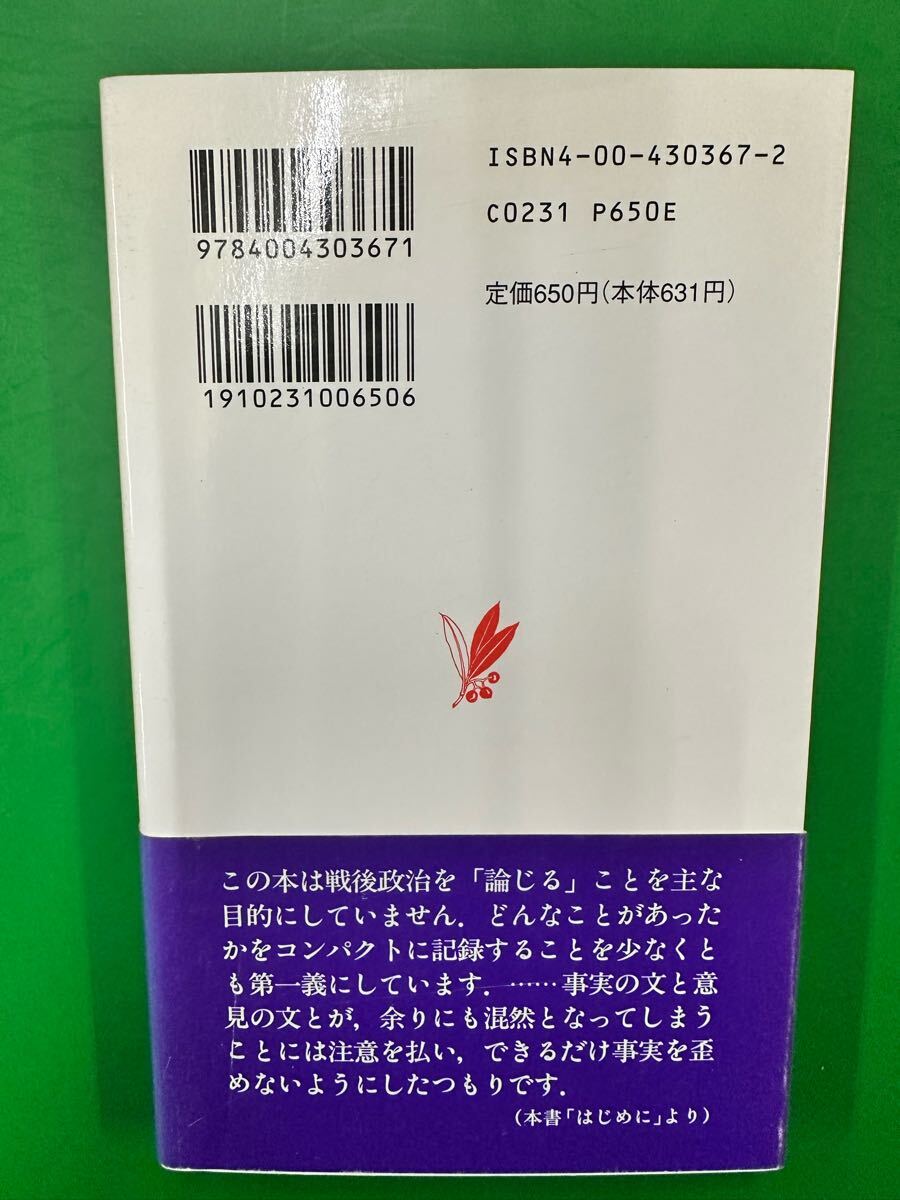 9784004303671
1910231006506
ISBN4-00-430367-2
C0231 P650E
定価650円(本体631円)
この本は戦後政治を「論じる」ことを主な
目的にしていません．どんなことがあった
かをコンパクトに記録することを少なくと
も第一義にしています．……事実の文と意
見の文とが，余りにも混然となってしまう
ことには注意を払い，できるだけ事実を歪
めないようにしたつもりです．
(本書「はじめに」より)